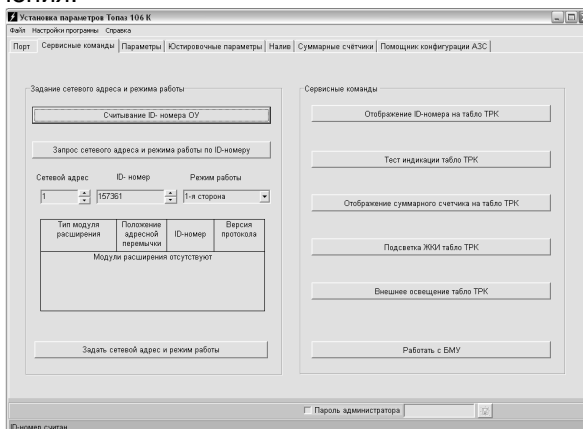 Установка параметров Топаз 106 К
Файл Настройки программы Справка
Порт Сервисные команды Параметры Юстировочные параметры Налив Суммарные счётчики Помощник конфигурации АЗС
Задание сетевого адреса и режима работы
Считывание ID- номера ОУ
Запрос сетевого адреса и режима работы по ID-номеру
Сетевой адрес ID- номер Режим работы
1 157361 1-я сторона
Тип модуля расширения Положение адресной перемычки ID-номер Версия протокола
Модули расширения отсутствуют
Задать сетевой адрес и режим работы
Сервисные команды
Отображение ID-номера на табло ТРК
Тест индикации табло ТРК
Отображение суммарного счетчика на табло ТРК
Подсветка ЖКИ табло ТРК
Внешнее освещение табло ТРК
Работать с БМУ
Пароль администратора
ID-номер считан